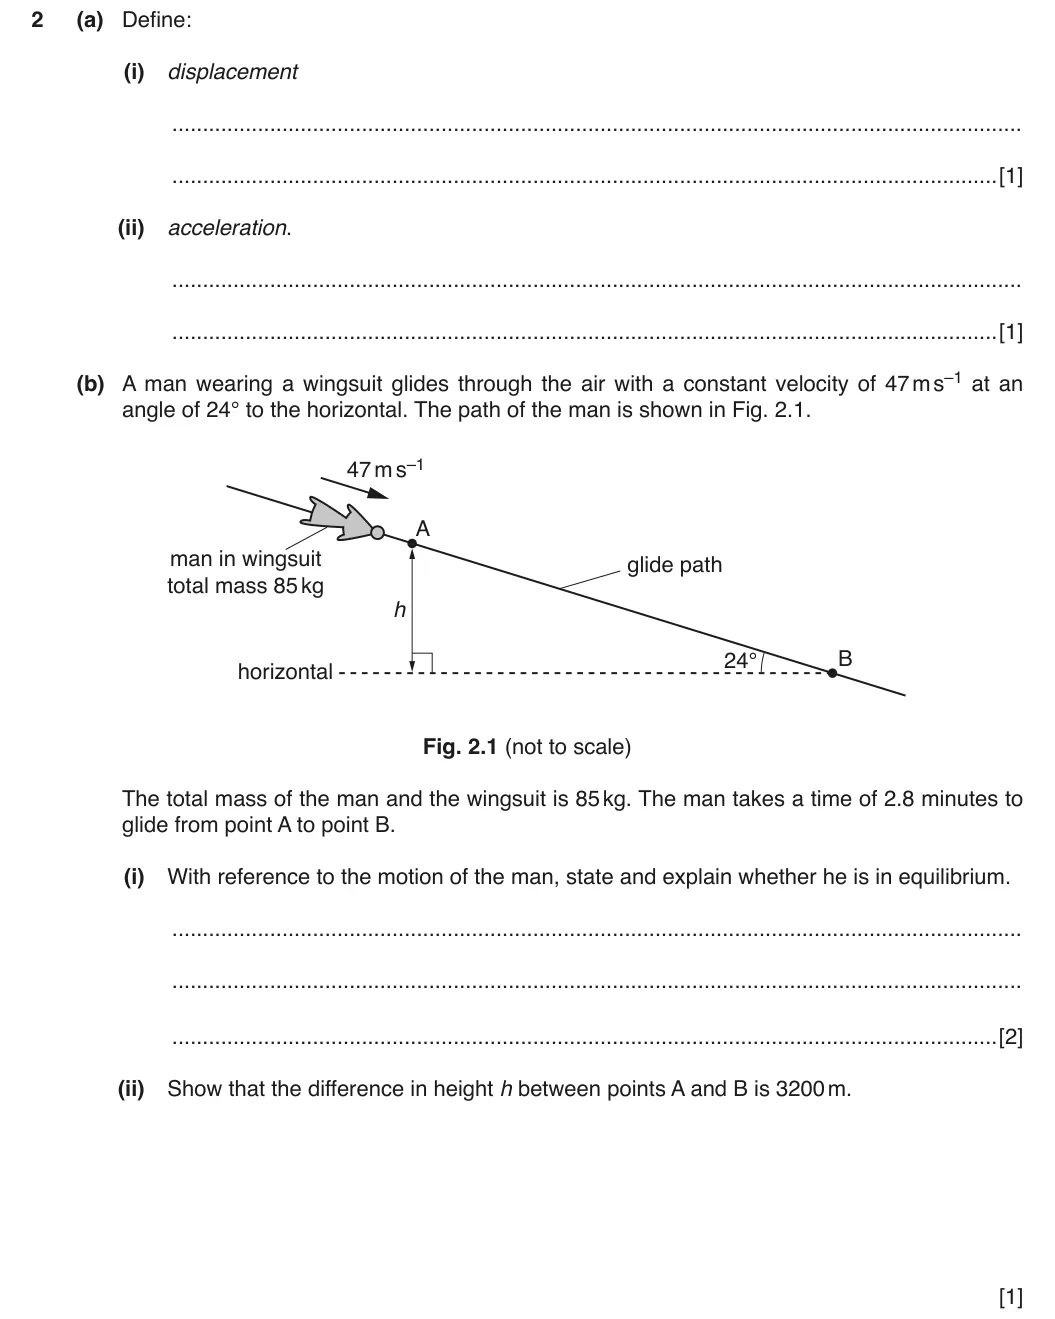 2 (a) Define:
(i) displacement
........................................................................................................................................
....................................................................................................................................[1]
(ii) acceleration.
........................................................................................................................................
....................................................................................................................................[1]
(b) A man wearing a wingsuit glides through the air with a constant velocity of 47 m s⁻¹ at an
angle of 24° to the horizontal. The path of the man is shown in Fig. 2.1.
47 m s⁻¹
A
man in wingsuit
total mass 85 kg
glide path
h
horizontal
24°
B
Fig. 2.1 (not to scale)
The total mass of the man and the wingsuit is 85 kg. The man takes a time of 2.8 minutes to
glide from point A to point B.
(i) With reference to the motion of the man, state and explain whether he is in equilibrium.
........................................................................................................................................
........................................................................................................................................
....................................................................................................................................[2]
(ii) Show that the difference in height h between points A and B is 3200 m.
[1]